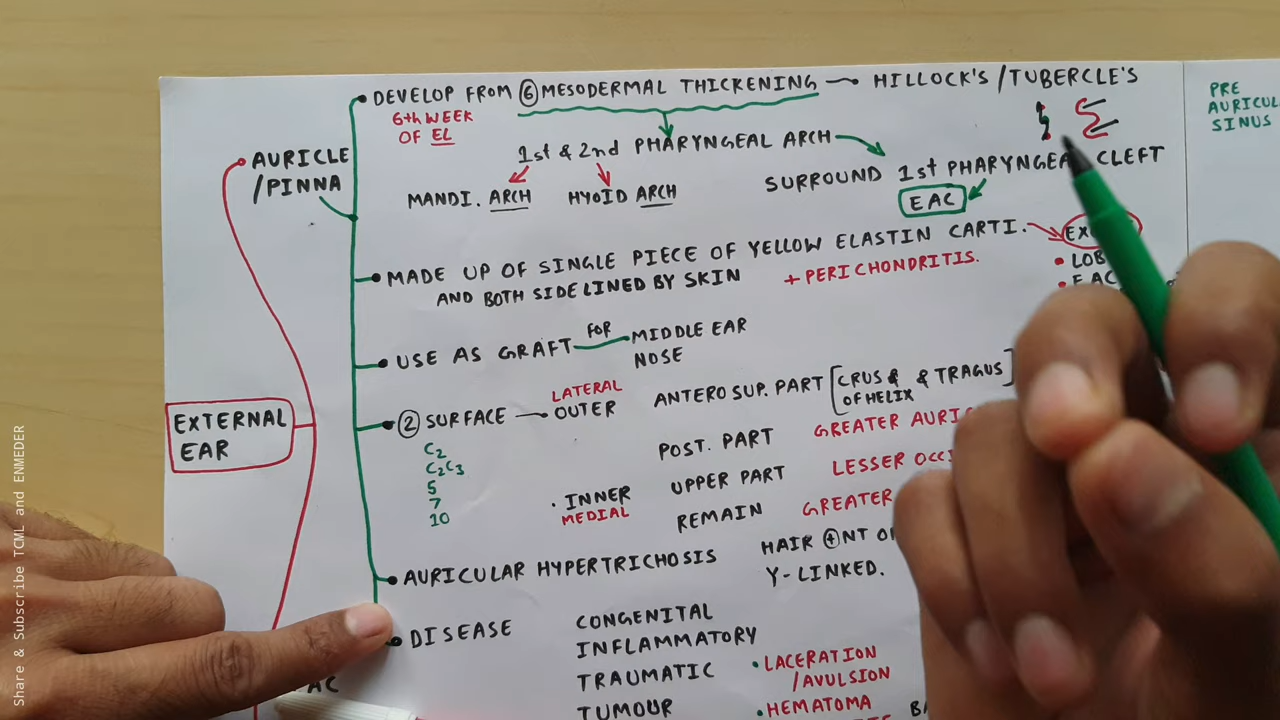 DEVELOP FROM ⑥ MESODERMAL THICKENING — HILLOCK'S / TUBERCLE'S
6th WEEK
OF EL
1st & 2nd PHARYNGEAL ARCH
MANDI. ARCH HYOID ARCH
SURROUND 1st PHARYNGEAL CLEFT
EAC
AURICLE
/PINNA
MADE UP OF SINGLE PIECE OF YELLOW ELASTIN CARTI.
AND BOTH SIDE LINED BY SKIN + PERICHONDRITIS.
USE AS GRAFT FOR MIDDLE EAR
NOSE
② SURFACE — LATERAL
OUTER
ANTERO SUP. PART [CRUS & & TRAGUS]
OF HELIX
POST. PART GREATER
C2
C2C3
5
7
10
. INNER
MEDIAL
UPPER PART LESSER
REMAIN GREATER
AURICULAR HYPERTRICHOSIS HAIR ⊕NT
Y-LINKED.
DISEASE CONGENITAL
INFLAMMATORY
TRAUMATIC • LACERATION
/AVULSION
TUMOUR • HEMATOMA
EXTERNAL
EAR
PRE
SINUS
Share & Subscribe TCML and ENMEDER